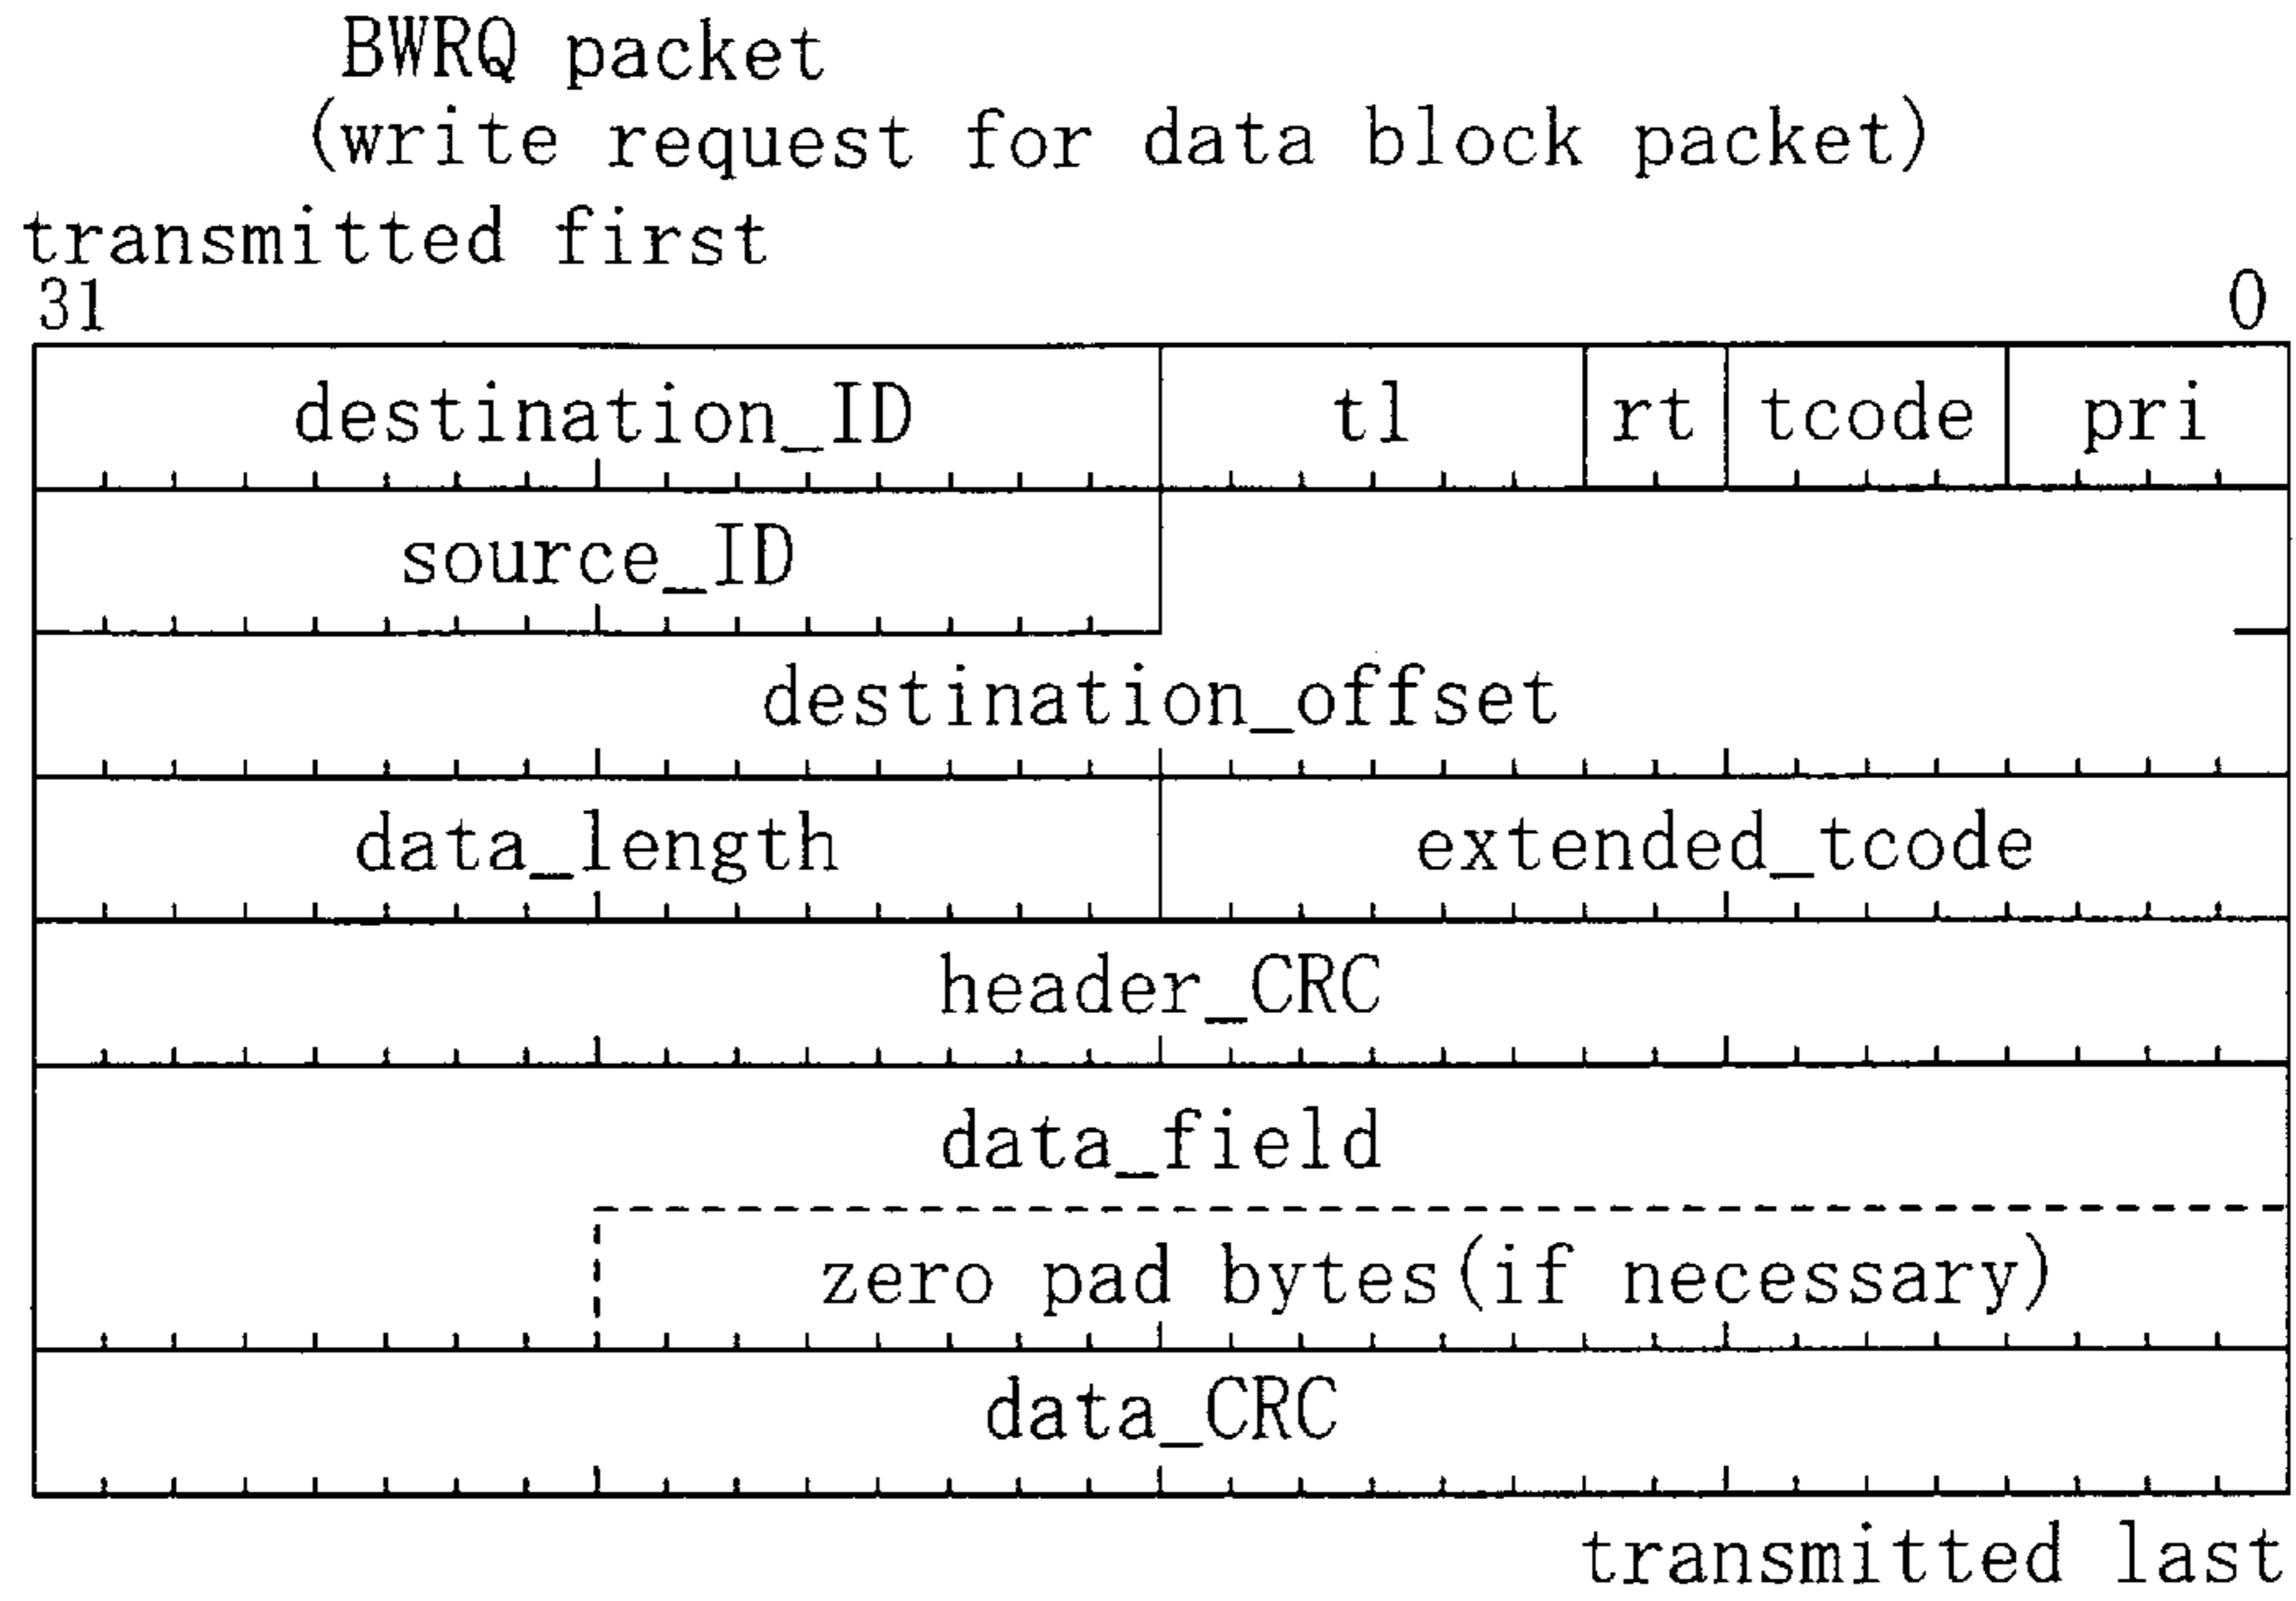 BWRQ packet
(write request for data block packet)
transmitted first
31 0
destination_ID tl rt tcode pri
source_ID
destination_offset
data_length extended_tcode
header_CRC
data_field
zero pad bytes(if necessary)
data_CRC
transmitted last